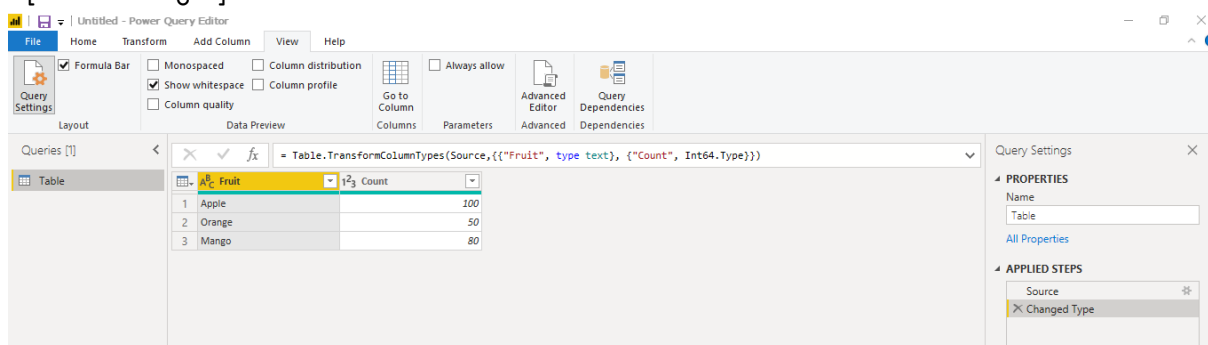 Untitled - Power Query Editor
File Home Transform Add Column View Help
Query Settings
Formula Bar
Layout
Monospaced Column distribution
Show whitespace Column profile
Column quality
Data Preview
Go to Column
Columns
Always allow
Parameters
Advanced Editor
Advanced
Query Dependencies
Dependencies
Queries [1]
Table
fx = Table.TransformColumnTypes(Source,{{"Fruit", type text}, {"Count", Int64.Type}})
ABC Fruit 123 Count
1 Apple 100
2 Orange 50
3 Mango 80
Query Settings
PROPERTIES
Name
Table
All Properties
APPLIED STEPS
Source
Changed Type